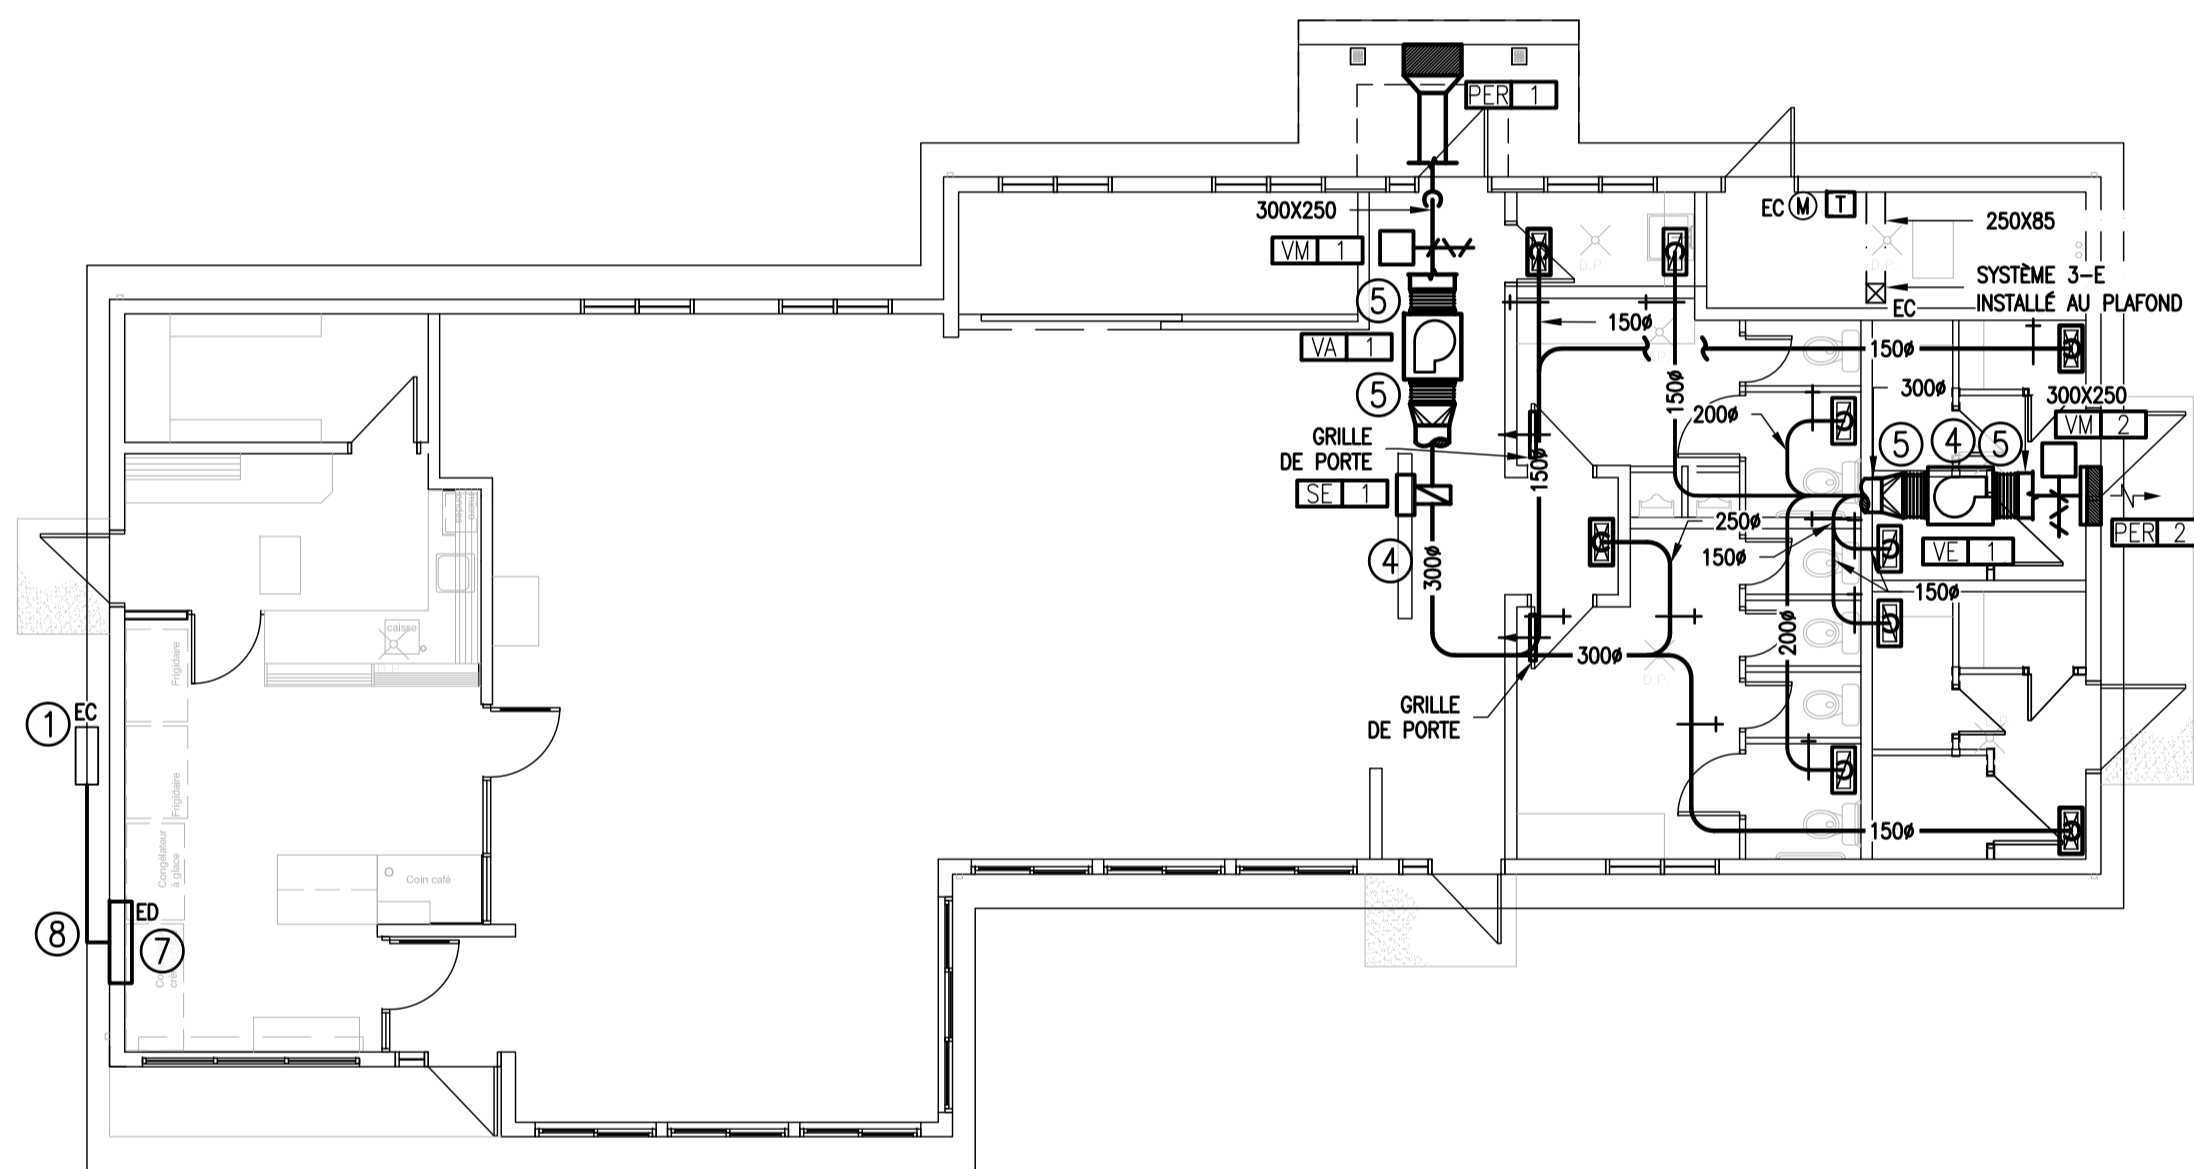 PER 1
300X250
EC M T
250X85
VM 1
SYSTÈME 3-E
INSTALLÉ AU PLAFOND
EC
D.P.
D.P.
5
150ø
VA 1
150ø
5
150ø
300ø
300X250
200ø
VM 2
GRILLE
DE PORTE
150ø
5
4
5
SE 1
250ø
PER 2
4
300ø
150ø
VE 1
150ø
caisse
200ø
300ø
Frigidaire
D.P.
GRILLE
DE PORTE
1
EC
Frigidaire
150ø
Congélateur
à glace
Coin café
ED
8
7